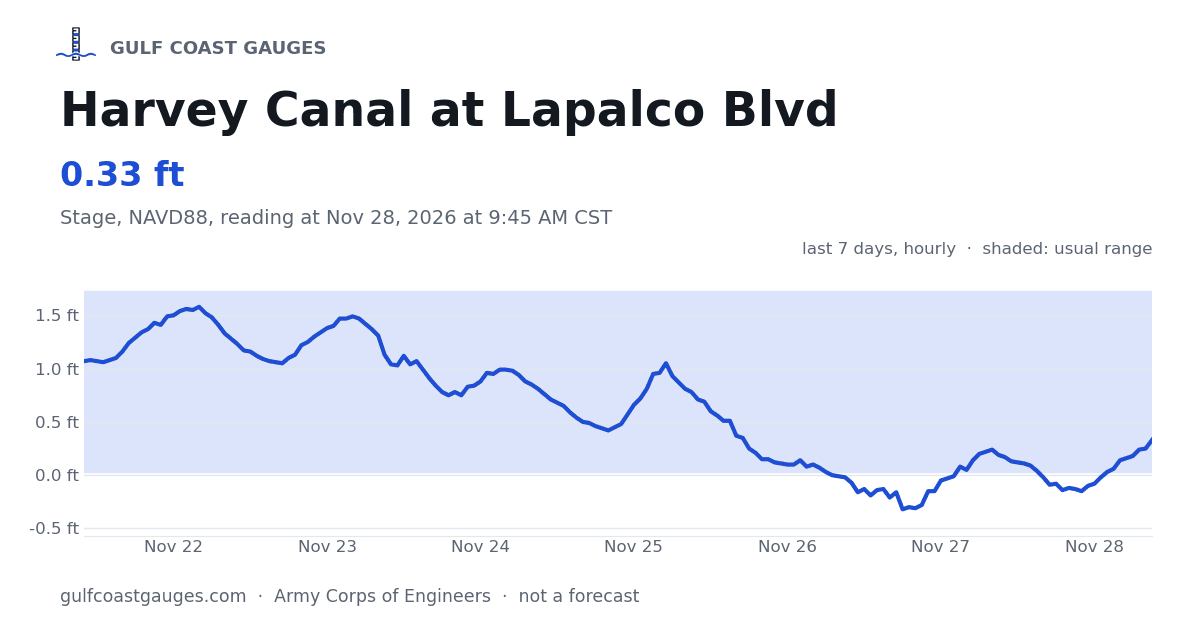 GULF COAST GAUGES
Harvey Canal at Lapalco Blvd
0.33 ft
Stage, NAVD88, reading at Nov 28, 2026 at 9:45 AM CST
last 7 days, hourly · shaded: usual range
1.5 ft
1.0 ft
0.5 ft
0.0 ft
-0.5 ft
Nov 22 Nov 23 Nov 24 Nov 25 Nov 26 Nov 27 Nov 28
gulfcoastgauges.com · Army Corps of Engineers · not a forecast